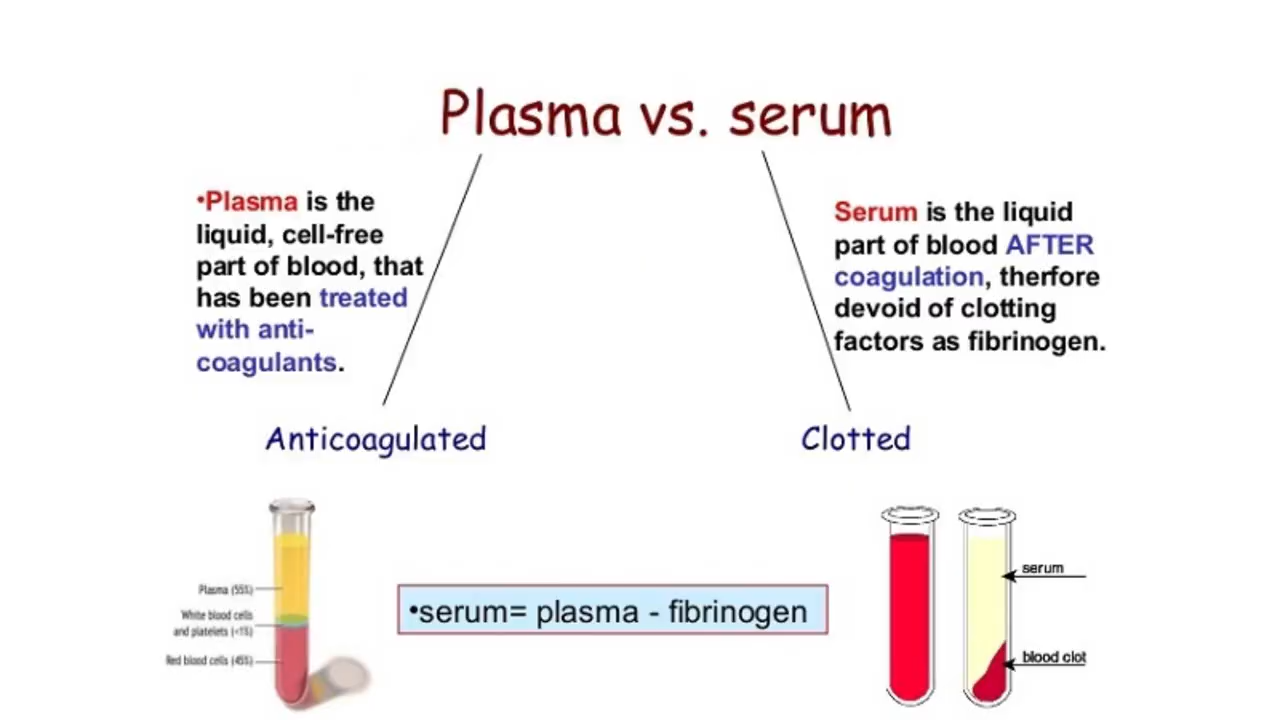 Plasma vs. serum
•Plasma is the
liquid, cell-free
part of blood, that
has been treated
with anti-
coagulants.
Serum is the liquid
part of blood AFTER
coagulation, therfore
devoid of clotting
factors as fibrinogen.
Anticoagulated
Clotted
Plasma (55%)
White blood cells
and platelets (<1%)
Red blood cells (45%)
•serum= plasma - fibrinogen
serum
blood clot